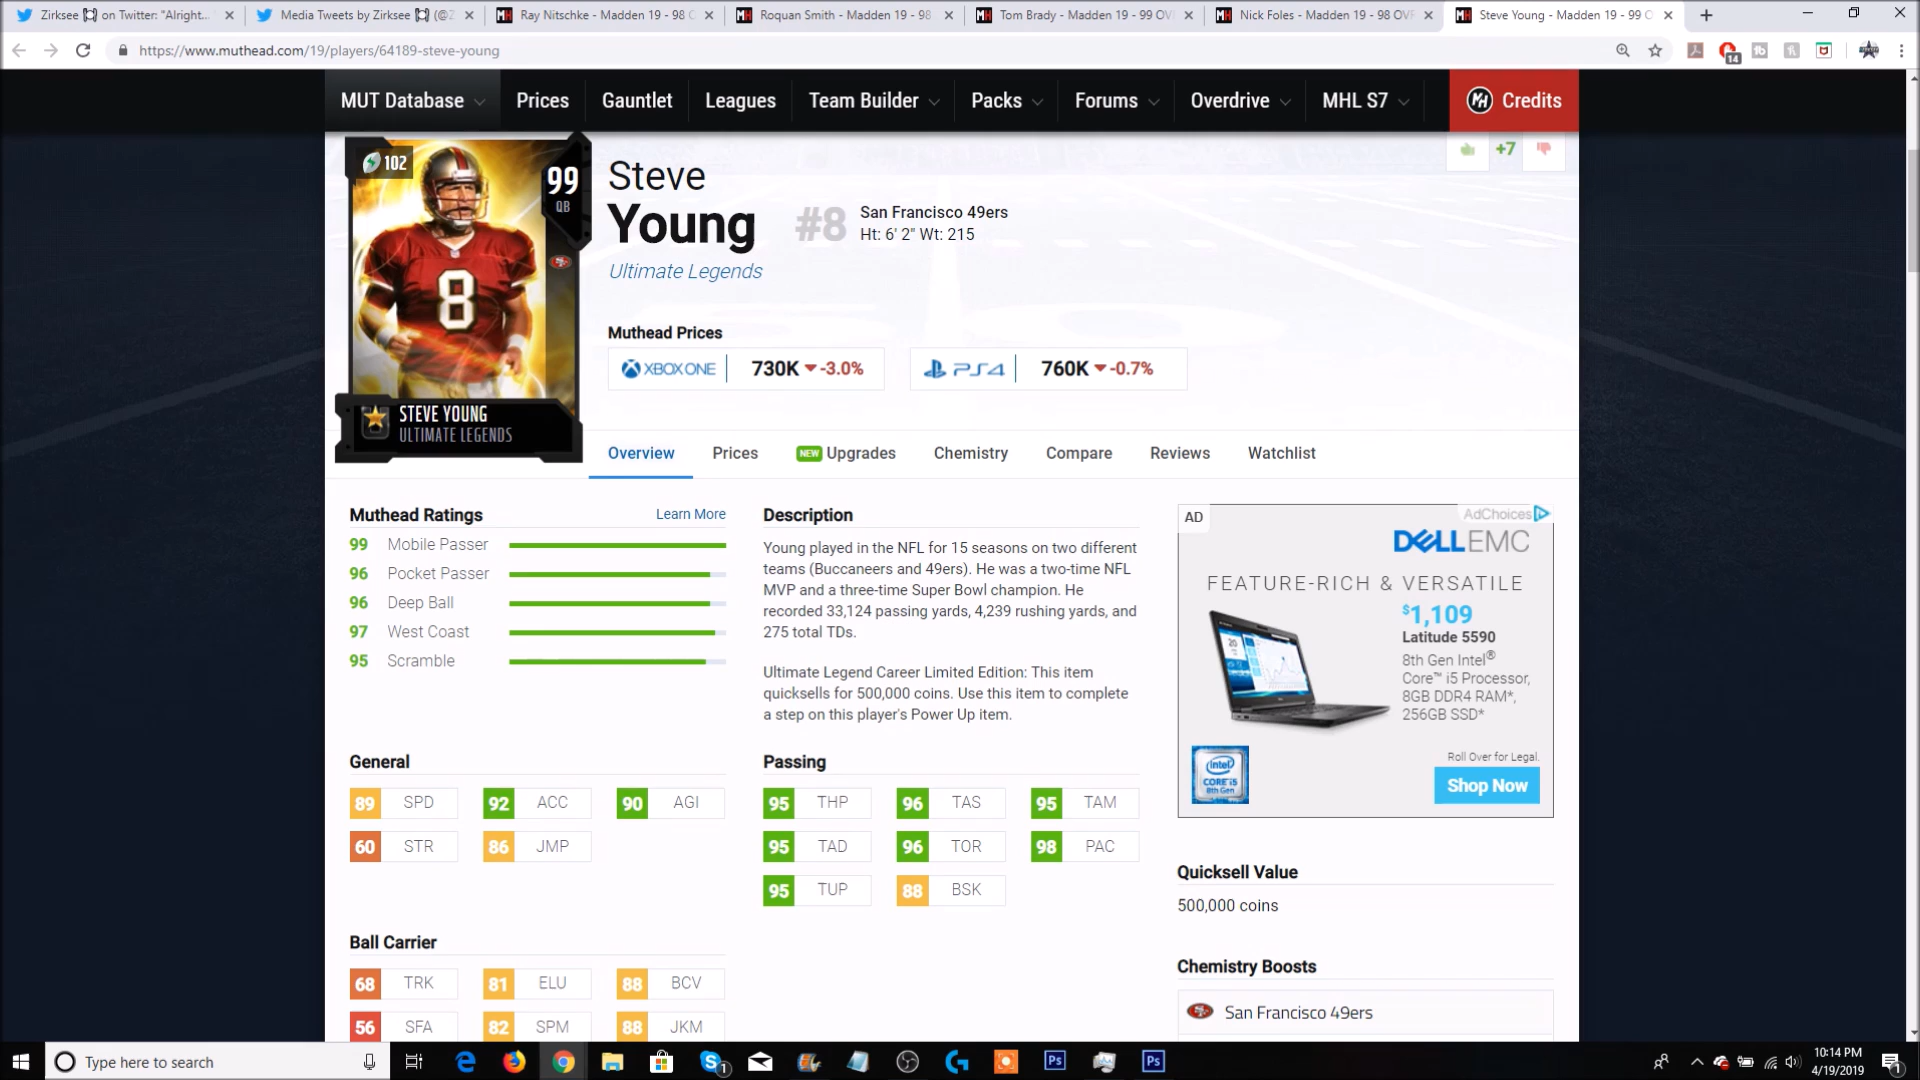 Zirksee on Twitter: "Alright...
Media Tweets by Zirksee (@Z
Ray Nitschke - Madden 19 - 98 O
Roquan Smith - Madden 19 - 98
Tom Brady - Madden 19 - 99 OV
Nick Foles - Madden 19 - 98 OVR
Steve Young - Madden 19 - 99 O
https://www.muthead.com/19/players/64189-steve-young
14
MUT Database
Prices
Gauntlet
Leagues
Team Builder
Packs
Forums
Overdrive
MHL S7
MH Credits
102
99
QB
8
STEVE YOUNG
ULTIMATE LEGENDS
Steve
Young
#8
San Francisco 49ers
Ht: 6' 2" Wt: 215
Ultimate Legends
+7
Muthead Prices
XBOX ONE
730K -3.0%
PS4
760K -0.7%
Overview
Prices
NEW Upgrades
Chemistry
Compare
Reviews
Watchlist
Muthead Ratings
Learn More
99 Mobile Passer
96 Pocket Passer
96 Deep Ball
97 West Coast
95 Scramble
Description
Young played in the NFL for 15 seasons on two different
teams (Buccaneers and 49ers). He was a two-time NFL
MVP and a three-time Super Bowl champion. He
recorded 33,124 passing yards, 4,239 rushing yards, and
275 total TDs.
Ultimate Legend Career Limited Edition: This item
quicksells for 500,000 coins. Use this item to complete
a step on this player's Power Up item.
AD
AdChoices
DELLEMC
FEATURE-RICH & VERSATILE
$1,109
Latitude 5590
8th Gen Intel®
Core™ i5 Processor,
8GB DDR4 RAM*,
256GB SSD*
intel
CORE i5
8th Gen
Roll Over for Legal.
Shop Now
General
89 SPD
92 ACC
90 AGI
60 STR
86 JMP
Passing
95 THP
96 TAS
95 TAM
95 TAD
96 TOR
98 PAC
95 TUP
88 BSK
Quicksell Value
500,000 coins
Ball Carrier
68 TRK
81 ELU
88 BCV
56 SFA
82 SPM
88 JKM
Chemistry Boosts
San Francisco 49ers
Type here to search
1
Ps
Ps
10:14 PM
4/19/2019
1